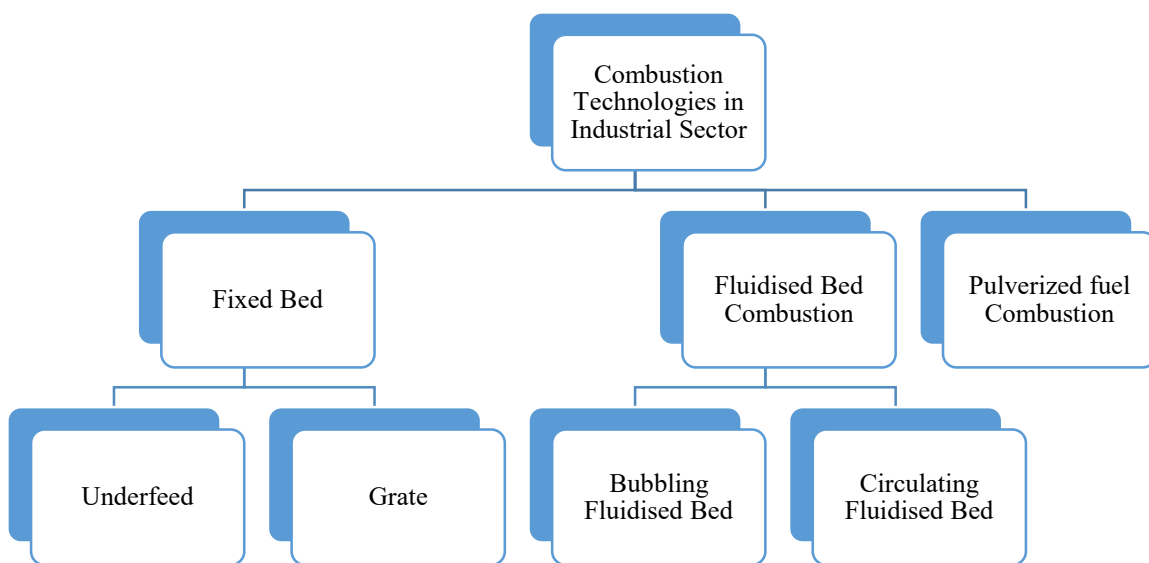 Combustion
Technologies in
Industrial Sector
Fixed Bed
Fluidised Bed
Combustion
Pulverized fuel
Combustion
Underfeed
Grate
Bubbling
Fluidised Bed
Circulating
Fluidised Bed